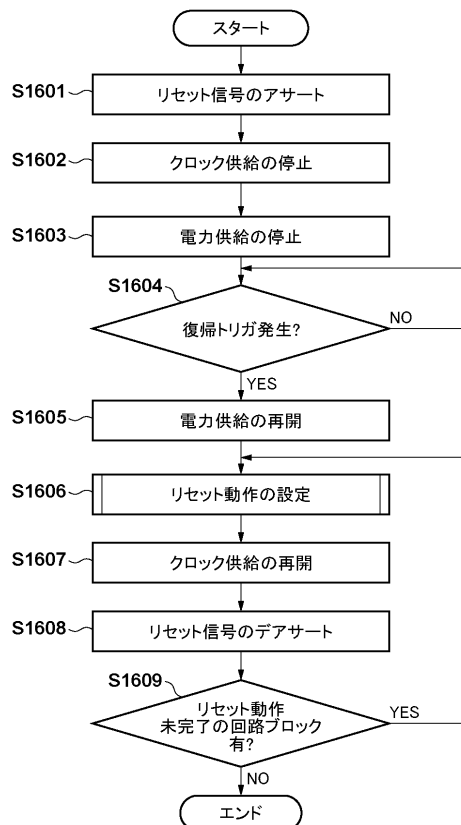 スタート
S1601
リセット信号のアサート
S1602
クロック供給の停止
S1603
電力供給の停止
S1604
復帰トリガ発生?
NO
YES
S1605
電力供給の再開
S1606
リセット動作の設定
S1607
クロック供給の再開
S1608
リセット信号のデアサート
S1609
リセット動作
未完了の回路ブロック
有?
YES
NO
エンド